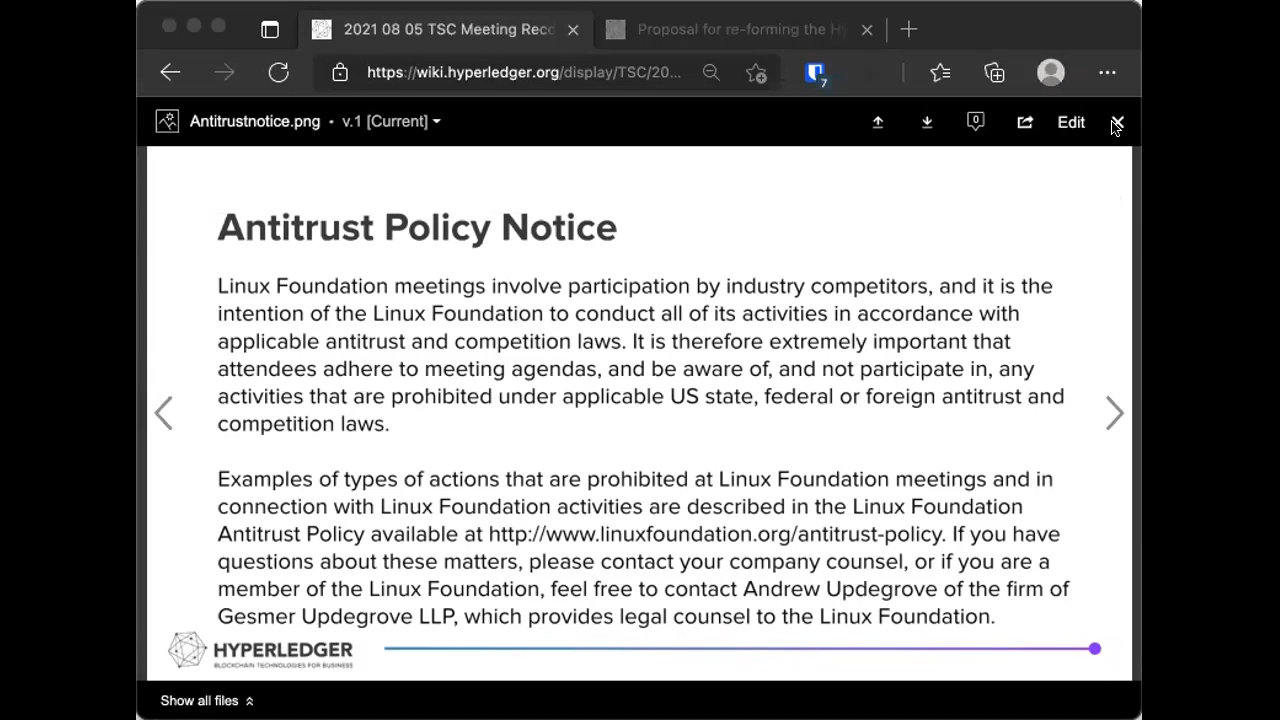 2021 08 05 TSC Meeting Reco
Proposal for re-forming the Hy
https://wiki.hyperledger.org/display/TSC/20...
7
Antitrustnotice.png • v.1 [Current]
0
Edit
Antitrust Policy Notice
Linux Foundation meetings involve participation by industry competitors, and it is the
intention of the Linux Foundation to conduct all of its activities in accordance with
applicable antitrust and competition laws. It is therefore extremely important that
attendees adhere to meeting agendas, and be aware of, and not participate in, any
activities that are prohibited under applicable US state, federal or foreign antitrust and
competition laws.
Examples of types of actions that are prohibited at Linux Foundation meetings and in
connection with Linux Foundation activities are described in the Linux Foundation
Antitrust Policy available at http://www.linuxfoundation.org/antitrust-policy. If you have
questions about these matters, please contact your company counsel, or if you are a
member of the Linux Foundation, feel free to contact Andrew Updegrove of the firm of
Gesmer Updegrove LLP, which provides legal counsel to the Linux Foundation.
HYPERLEDGER
BLOCKCHAIN TECHNOLOGIES FOR BUSINESS
Show all files